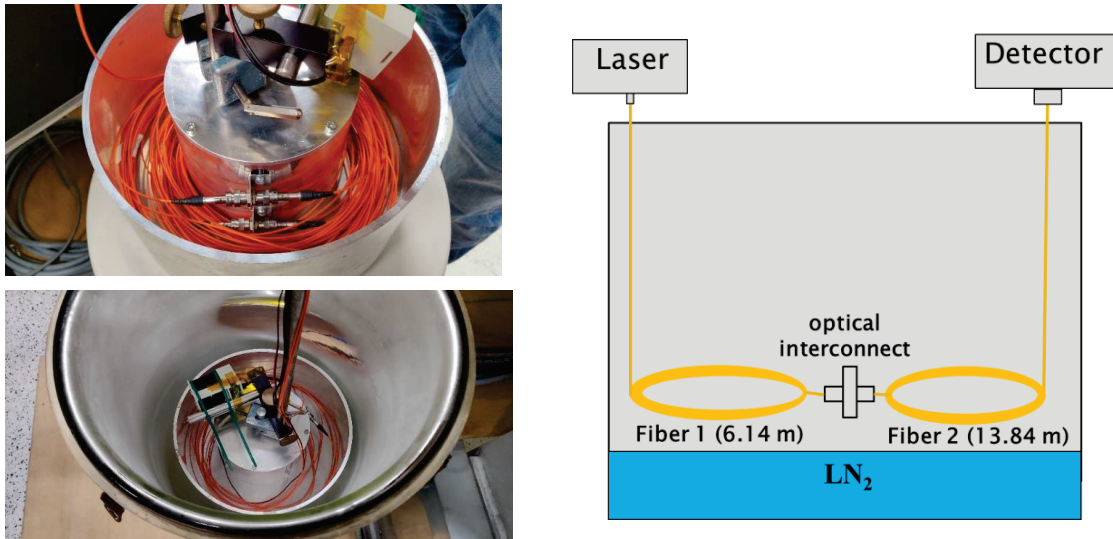 Laser
Detector
optical
interconnect
Fiber 1 (6.14 m)
Fiber 2 (13.84 m)
LN₂